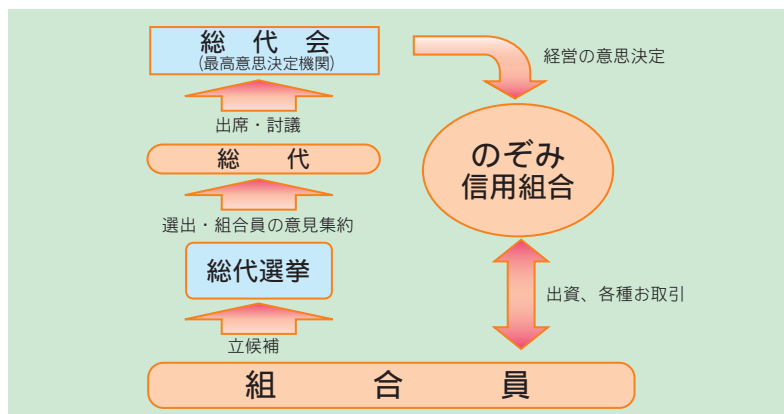 総代会
(最高意思決定機関)
経営の意思決定
出席・討議
総代
のぞみ
信用組合
選出・組合員の意見集約
総代選挙
出資、各種お取引
立候補
組合員